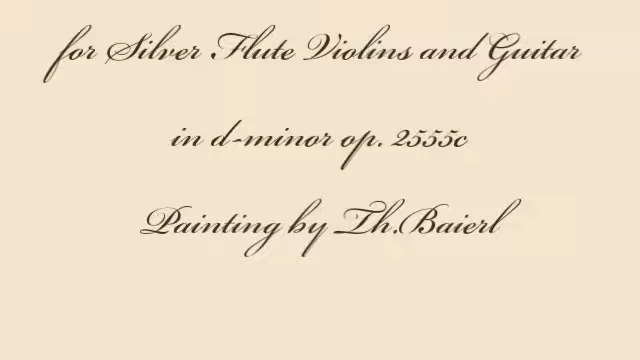 for Silver Flute Violins and Guitar
in d-minor op. 2555c
Painting by Th.Baierl